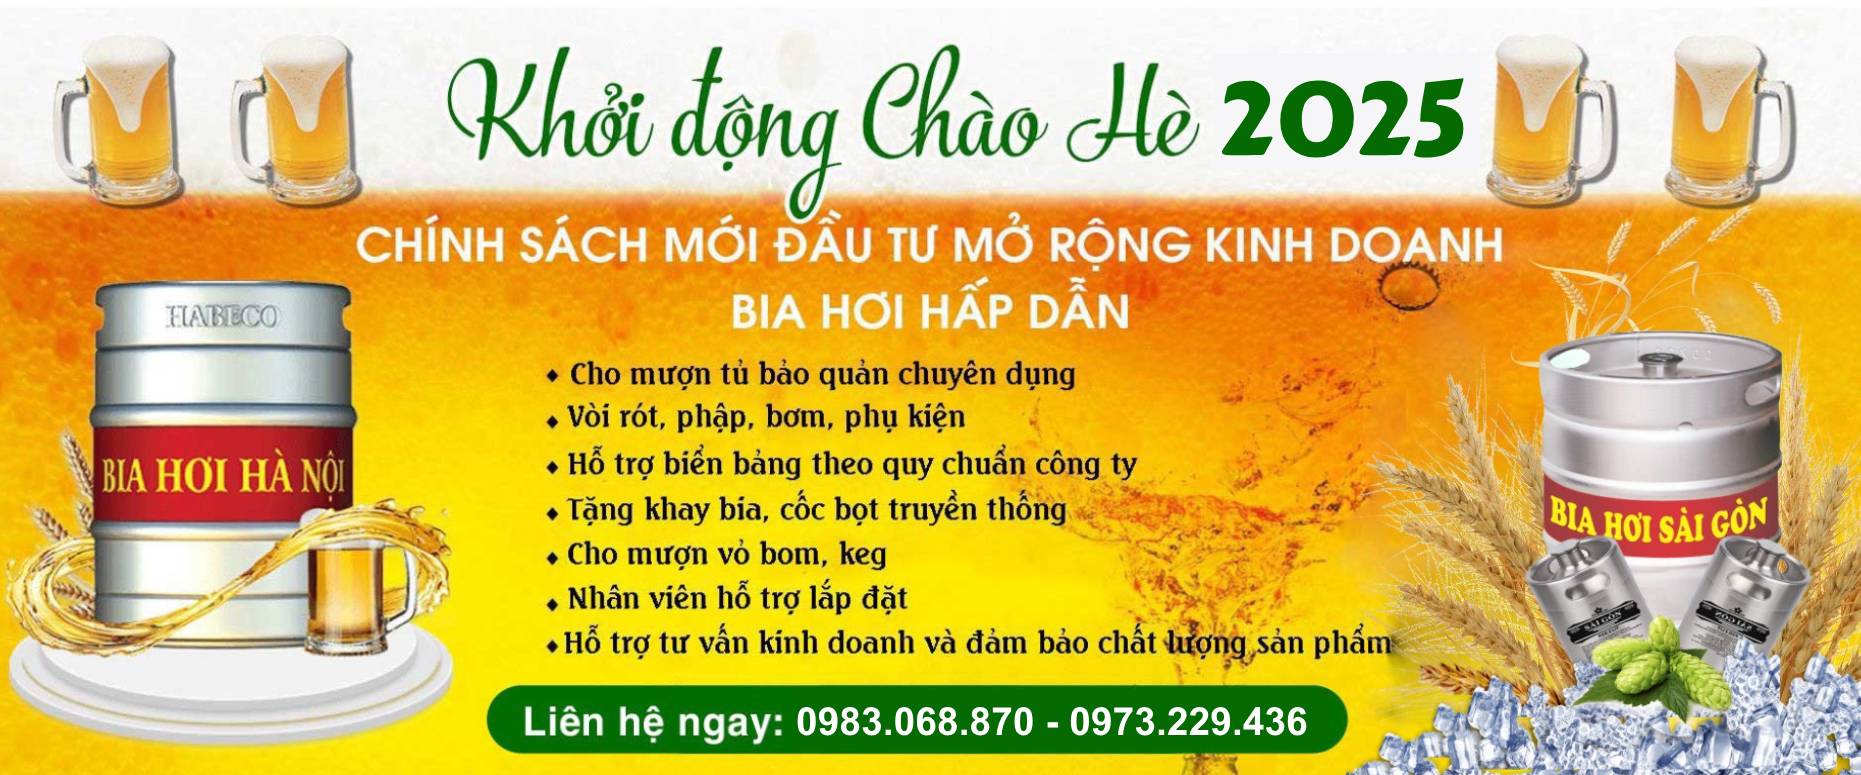 Khởi động Chào Hè 2025
CHÍNH SÁCH MỚI ĐẦU TƯ MỞ RỘNG KINH DOANH
BIA HƠI HẤP DẪN
HABECO
BIA HƠI HÀ NỘI
Cho mượn tủ bảo quản chuyên dụng
Vòi rót, phập, bơm, phụ kiện
Hỗ trợ biển bảng theo quy chuẩn công ty
Tặng khay bia, cốc bọt truyền thống
Cho mượn vỏ bom, keg
Nhân viên hỗ trợ lắp đặt
Hỗ trợ tư vấn kinh doanh và đảm bảo chất lượng sản phẩm
BIA HƠI SÀI GÒN
SÀI GÒN
Liên hệ ngay: 0983.068.870 - 0973.229.436